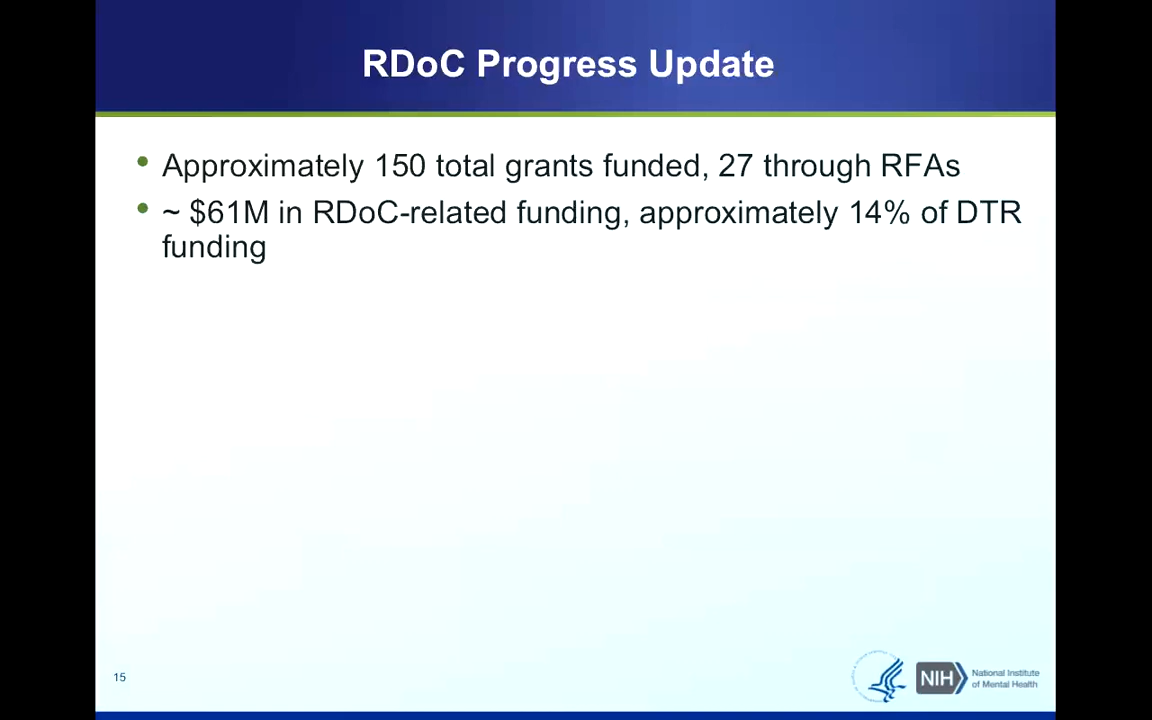 RDoC Progress Update
• Approximately 150 total grants funded, 27 through RFAs
• ~ $61M in RDoC-related funding, approximately 14% of DTR
funding
15
NIH
National Institute
of Mental Health